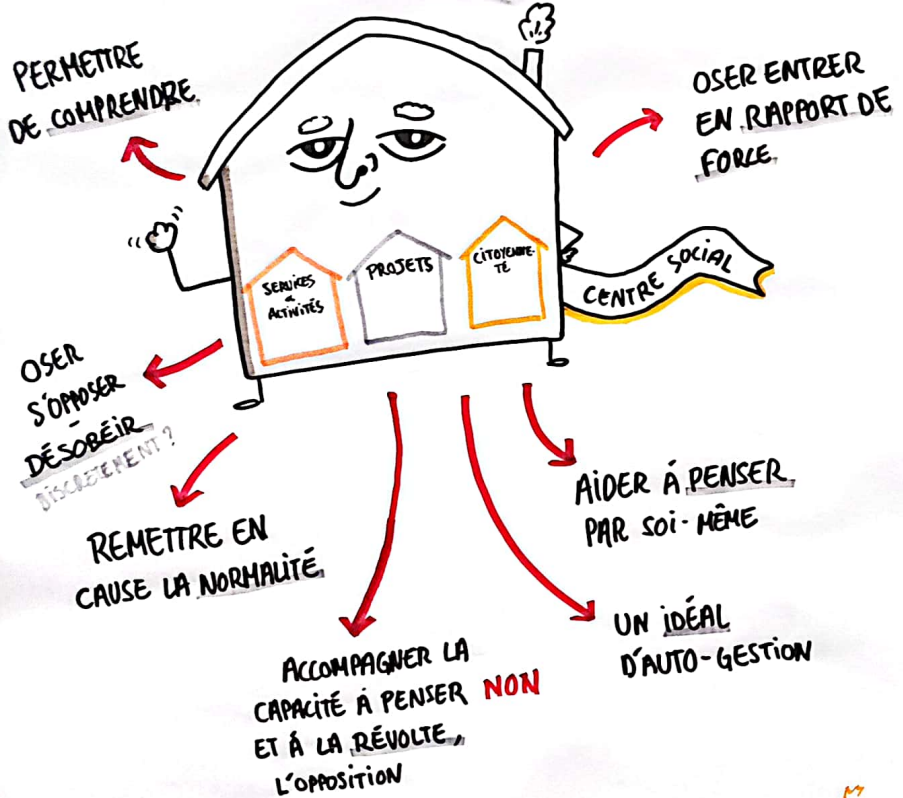 PERMETTRE
DE COMPRENDRE
OSER ENTRER
EN RAPPORT DE
FORCE
SERVICES
&
ACTIVITÉS
PROJETS
CITOYENNE-
TÉ
CENTRE SOCIAL
OSER
S'OPPOSER
-
DÉSOBÉIR
DISCRÈTEMENT ?
REMETTRE EN
CAUSE LA NORMALITÉ
AIDER À PENSER
PAR SOI-MÊME
UN IDÉAL
D'AUTO-GESTION
ACCOMPAGNER LA
CAPACITÉ À PENSER NON
ET À LA RÉVOLTE,
L'OPPOSITION